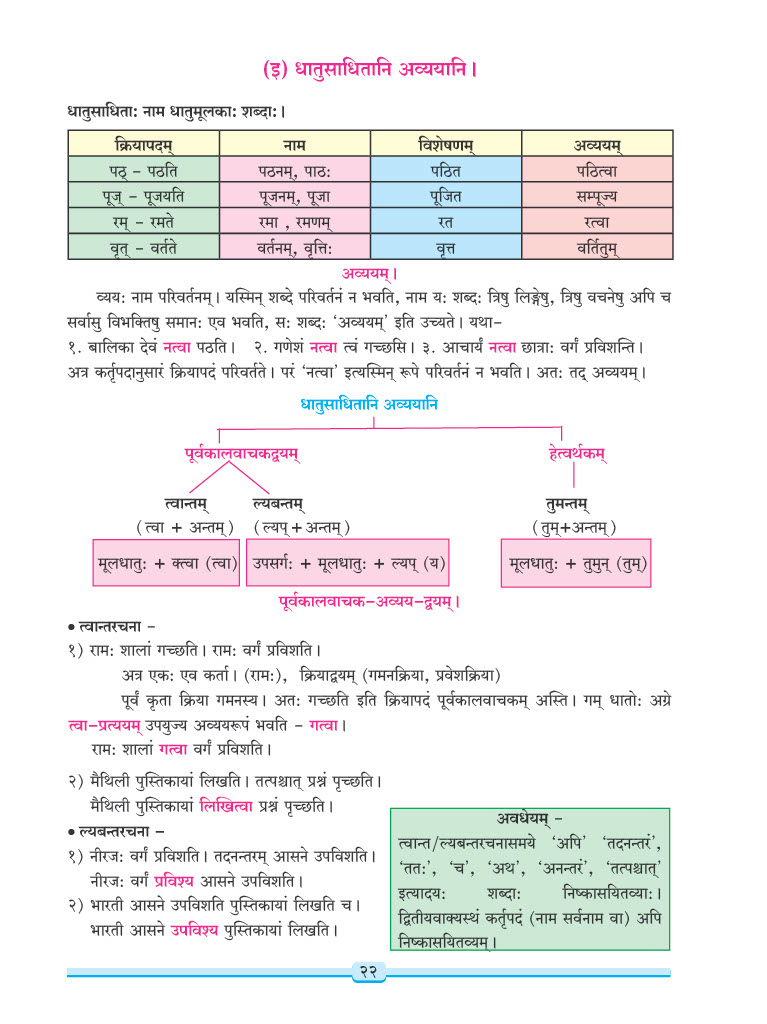 (इ) धातुसाधितानि अव्ययानि।
धातुसाधिताः नाम धातुमूलकाः शब्दाः।
क्रियापदम् नाम विशेषणम् अव्ययम्
पठ् - पठति पठनम्, पाठः पठित पठित्वा
पूज् - पूजयति पूजनम्, पूजा पूजित सम्पूज्य
रम् - रमते रमा , रमणम् रत रत्वा
वृत् - वर्तते वर्तनम्, वृत्तिः वृत्त वर्तितुम्
अव्ययम्।
व्ययः नाम परिवर्तनम्। यस्मिन् शब्दे परिवर्तनं न भवति, नाम यः शब्दः त्रिषु लिङ्गेषु, त्रिषु वचनेषु अपि च
सर्वासु विभक्तिषु समानः एव भवति, सः शब्दः ‘अव्ययम्’ इति उच्यते। यथा-
१. बालिका देवं नत्वा पठति। २. गणेशं नत्वा त्वं गच्छसि। ३. आचार्यं नत्वा छात्राः वर्गं प्रविशन्ति।
अत्र कर्तृपदानुसारं क्रियापदं परिवर्तते। परं ‘नत्वा’ इत्यस्मिन् रूपे परिवर्तनं न भवति। अतः तद् अव्ययम्।
धातुसाधितानि अव्ययानि
पूर्वकालवाचकद्वयम् हेत्वर्थकम्
त्वान्तम् ल्यबन्तम् तुमन्तम्
(त्वा + अन्तम्) (ल्यप् + अन्तम्) (तुम्+अन्तम्)
मूलधातुः + क्त्वा (त्वा) उपसर्गः + मूलधातुः + ल्यप् (य) मूलधातुः + तुमुन् (तुम्)
पूर्वकालवाचक-अव्यय-द्वयम्।
• त्वान्तरचना -
१) रामः शालां गच्छति। रामः वर्गं प्रविशति।
अत्र एकः एव कर्ता। (रामः), क्रियाद्वयम् (गमनक्रिया, प्रवेशक्रिया)
पूर्वं कृता क्रिया गमनस्य। अतः गच्छति इति क्रियापदं पूर्वकालवाचकम् अस्ति। गम् धातोः अग्रे
त्वा-प्रत्ययम् उपयुज्य अव्ययरूपं भवति - गत्वा।
रामः शालां गत्वा वर्गं प्रविशति।
२) मैथिली पुस्तिकायां लिखति। तत्पश्चात् प्रश्नं पृच्छति।
मैथिली पुस्तिकायां लिखित्वा प्रश्नं पृच्छति।
• ल्यबन्तरचना -
१) नीरजः वर्गं प्रविशति। तदनन्तरम् आसने उपविशति।
नीरजः वर्गं प्रविश्य आसने उपविशति।
२) भारती आसने उपविशति पुस्तिकायां लिखति च।
भारती आसने उपविश्य पुस्तिकायां लिखति।
अवधेयम् -
त्वान्त/ल्यबन्तरचनासमये ‘अपि’ ‘तदनन्तरं’,
‘ततः’, ‘च’, ‘अथ’, ‘अनन्तरं’, ‘तत्पश्चात्’
इत्यादयः शब्दाः निष्कासयितव्याः।
द्वितीयवाक्यस्थं कर्तृपदं (नाम सर्वनाम वा) अपि
निष्कासयितव्यम्।
२२